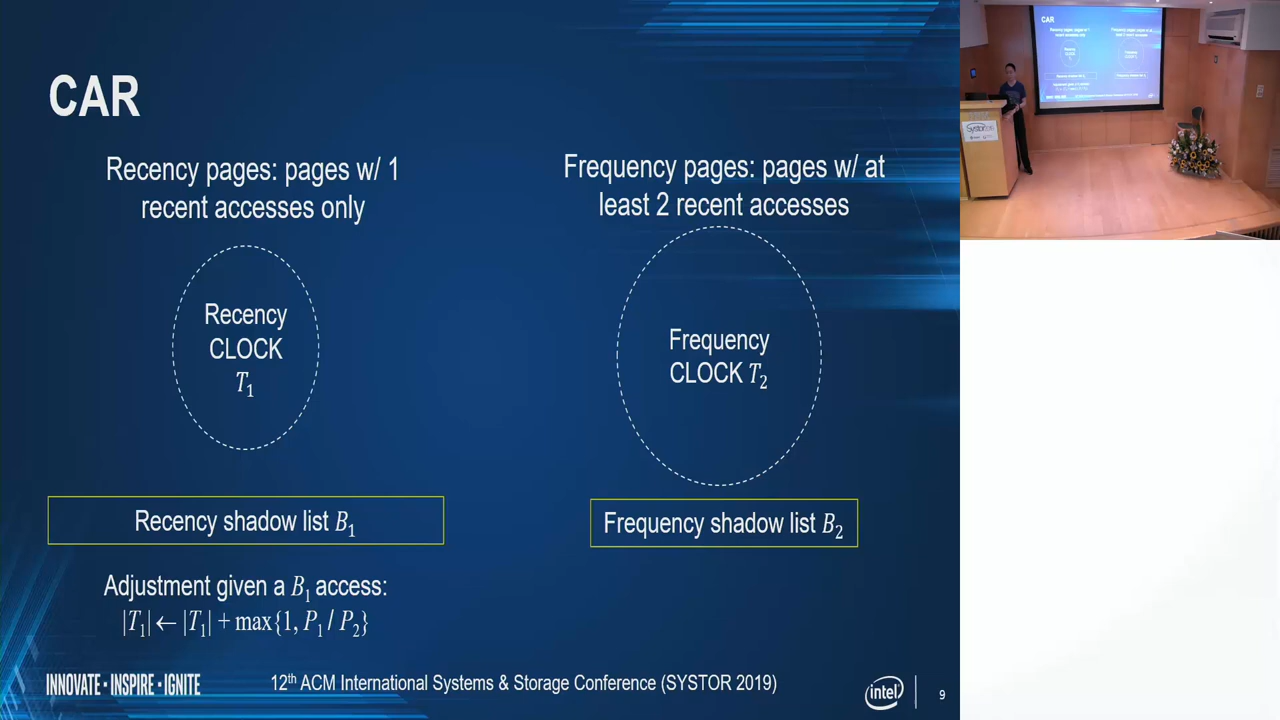 CAR
Recency pages: pages w/ 1
recent accesses only
Frequency pages: pages w/ at
least 2 recent accesses
Recency
CLOCK
T₁
Frequency
CLOCK T₂
Recency shadow list B₁
Frequency shadow list B₂
Adjustment given a B₁ access:
|T₁| ← |T₁| + max{1, P₁ / P₂}
INNOVATE · INSPIRE · IGNITE
12th ACM International Systems & Storage Conference (SYSTOR 2019)
intel
9
CAR